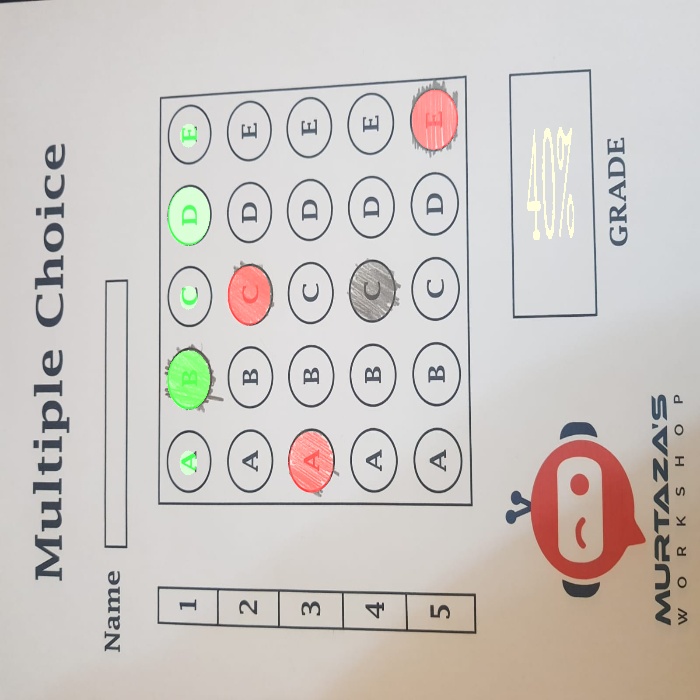 Multiple Choice
Name
1 A B C D E
2 A B C D E
3 A B C D E
4 A B C D E
5 A B C D E
40%
GRADE
MURTAZA'S
WORKSHOP